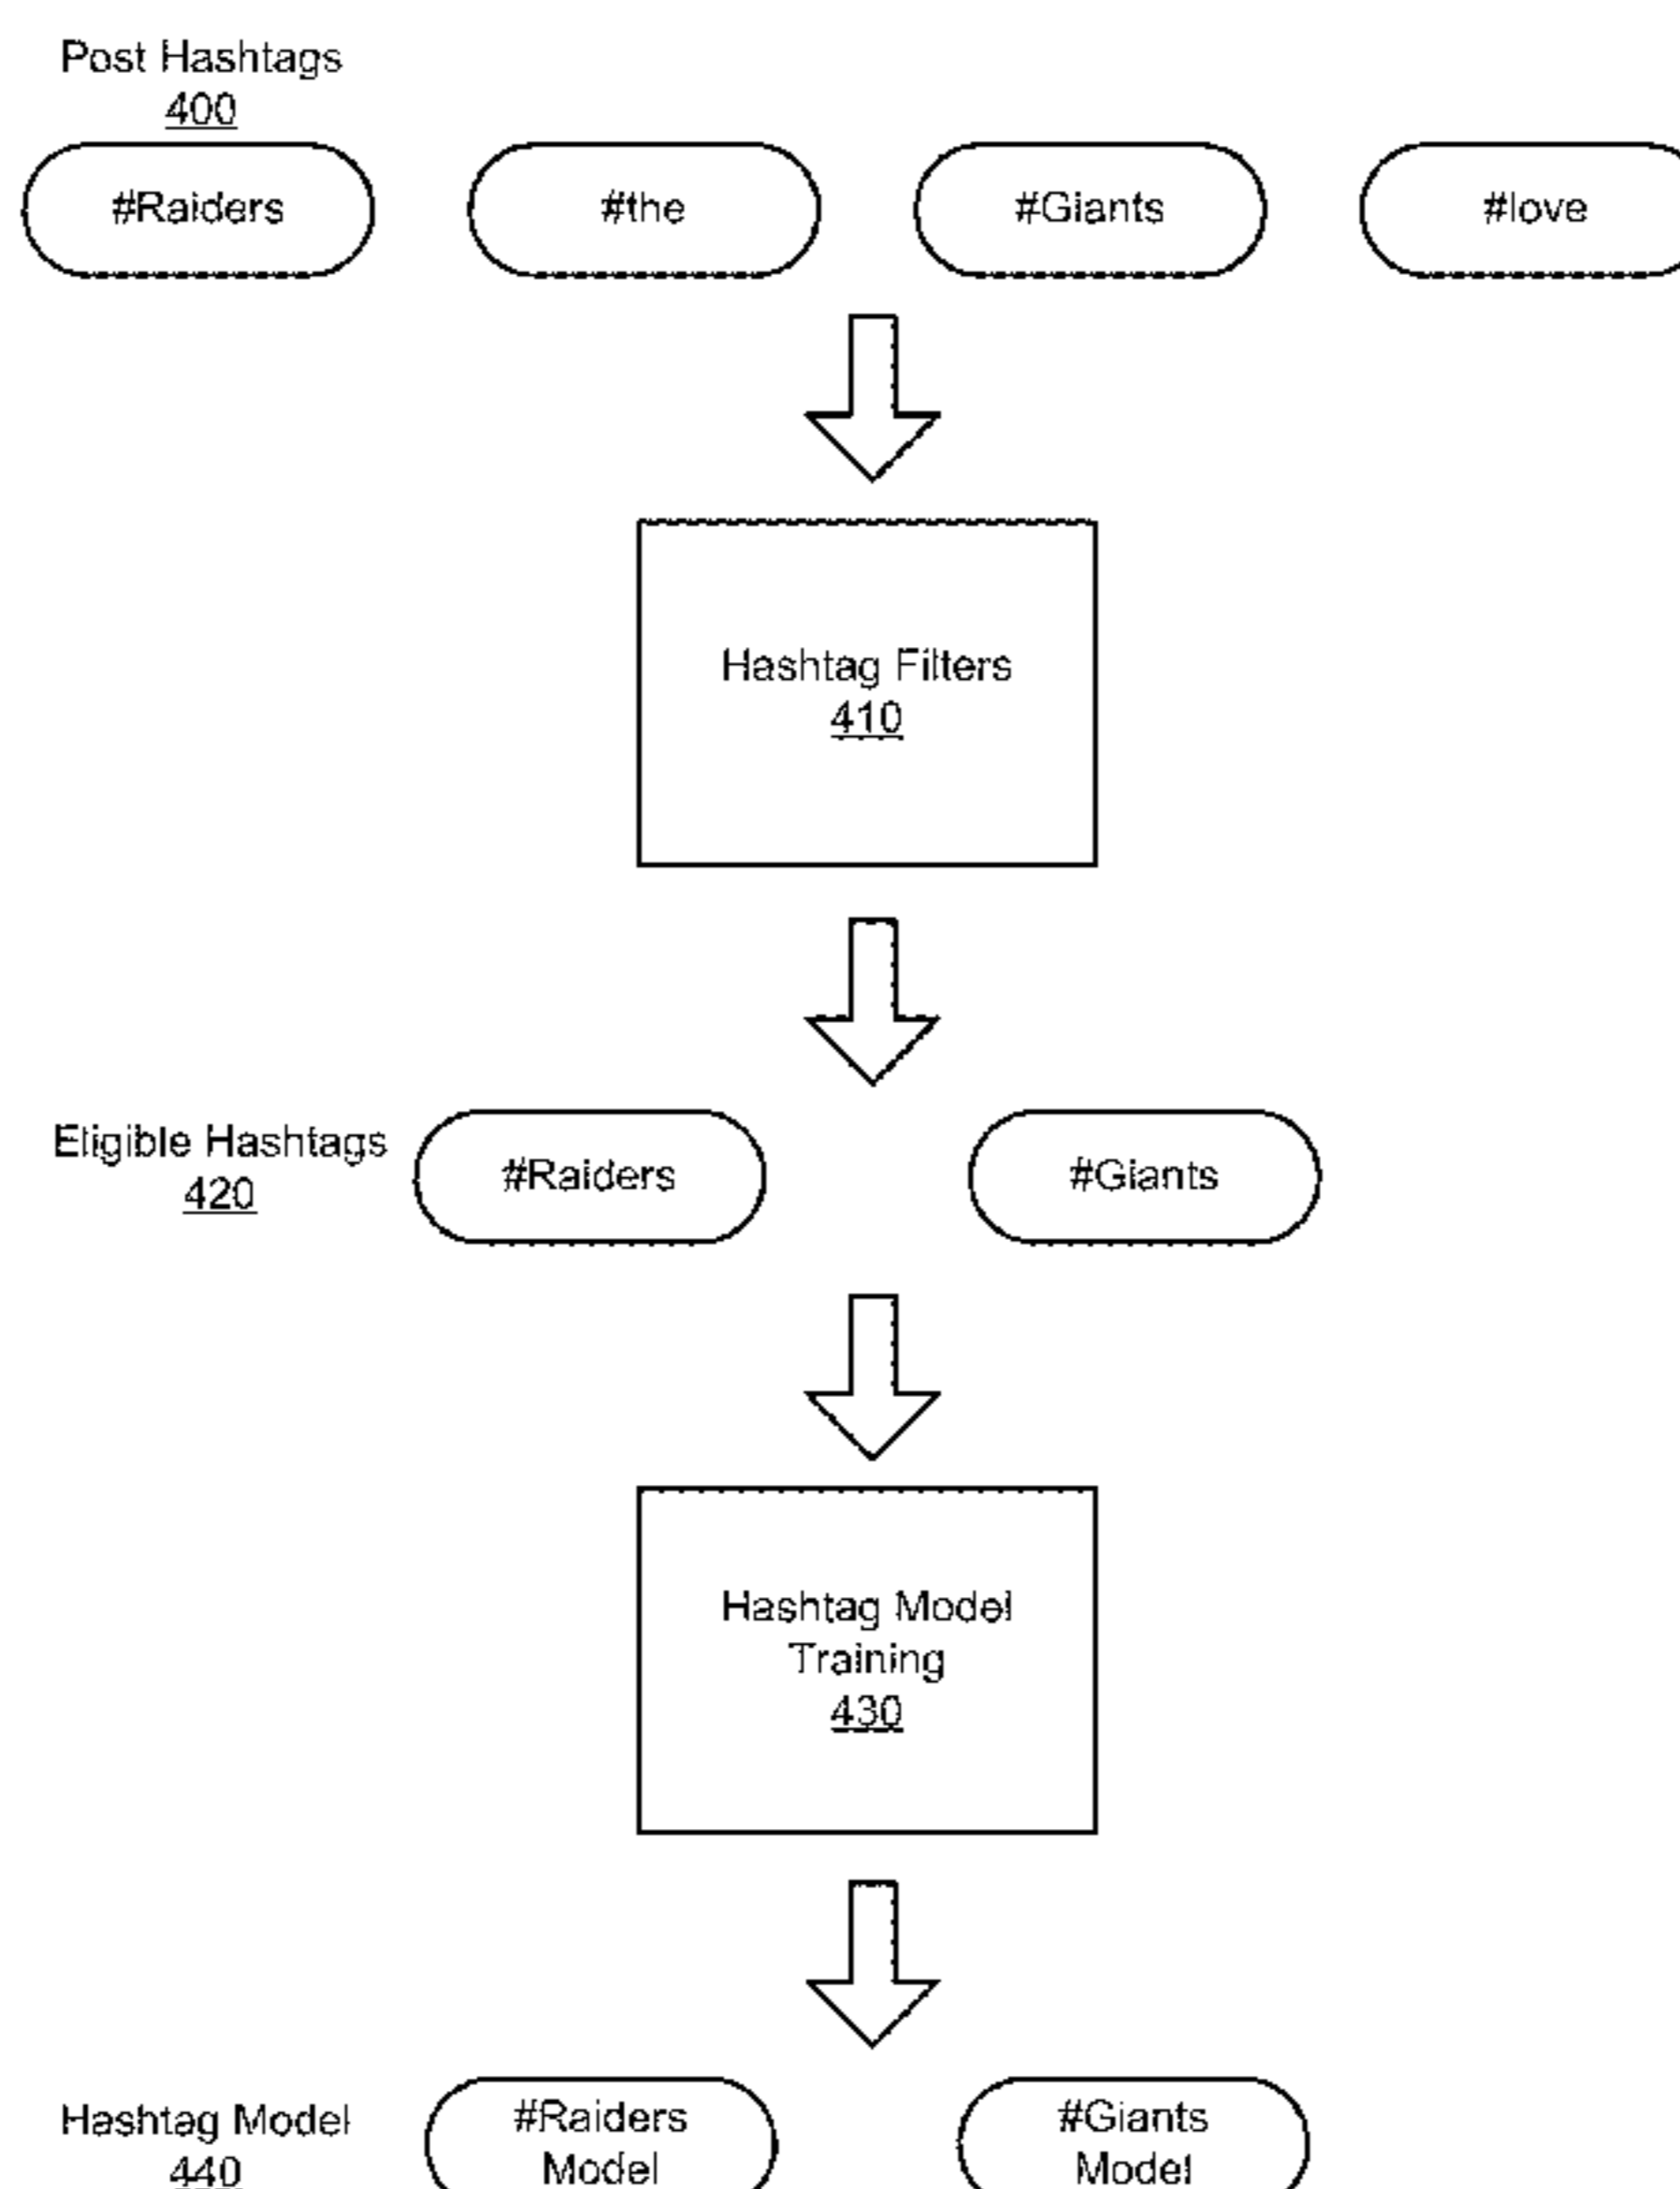 Post Hashtags
400
#Raiders #the #Giants #love
Hashtag Filters
410
Eligible Hashtags
420
#Raiders #Giants
Hashtag Model
Training
430
Hashtag Model
440
#Raiders
Model
#Giants
Model